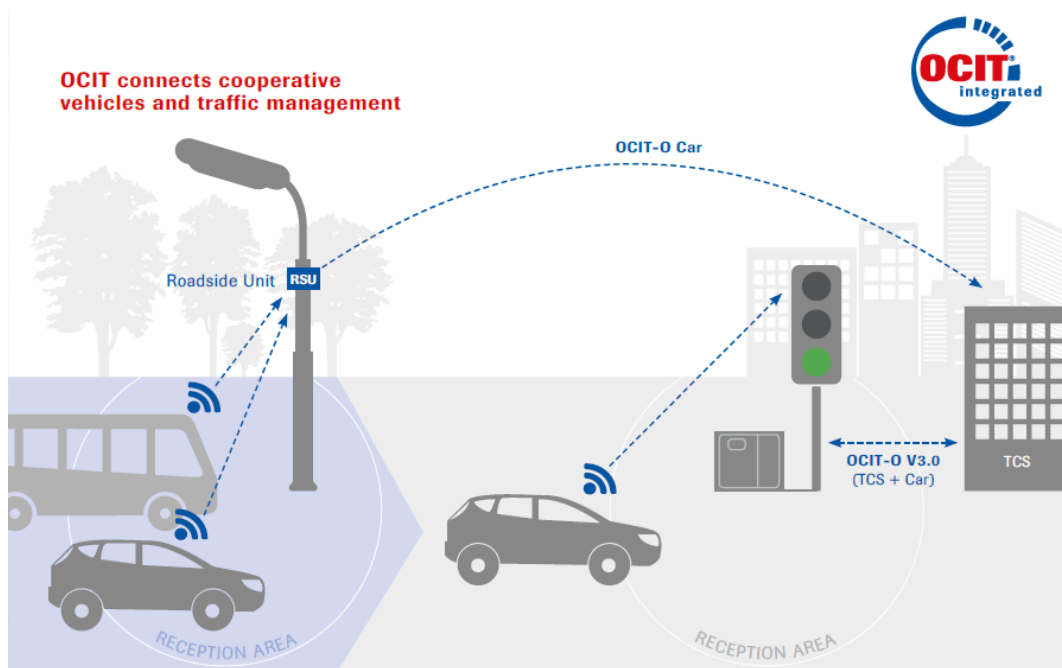 OCIT®
integrated
OCIT connects cooperative
vehicles and traffic management
OCIT-O Car
Roadside Unit
RSU
OCIT-O V3.0
(TCS + Car)
TCS
RECEPTION AREA
RECEPTION AREA